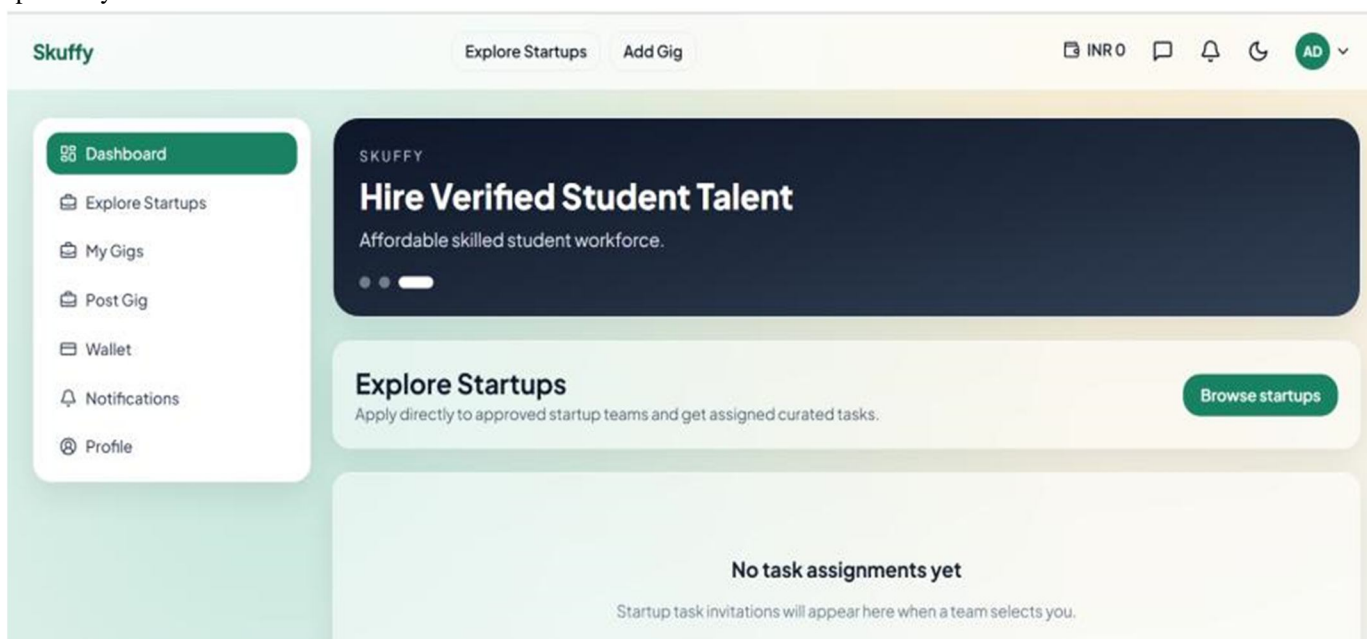 Skuffy
Explore Startups
Add Gig
INR 0
AD
Dashboard
Explore Startups
My Gigs
Post Gig
Wallet
Notifications
Profile
SKUFFY
Hire Verified Student Talent
Affordable skilled student workforce.
Explore Startups
Apply directly to approved startup teams and get assigned curated tasks.
Browse startups
No task assignments yet
Startup task invitations will appear here when a team selects you.